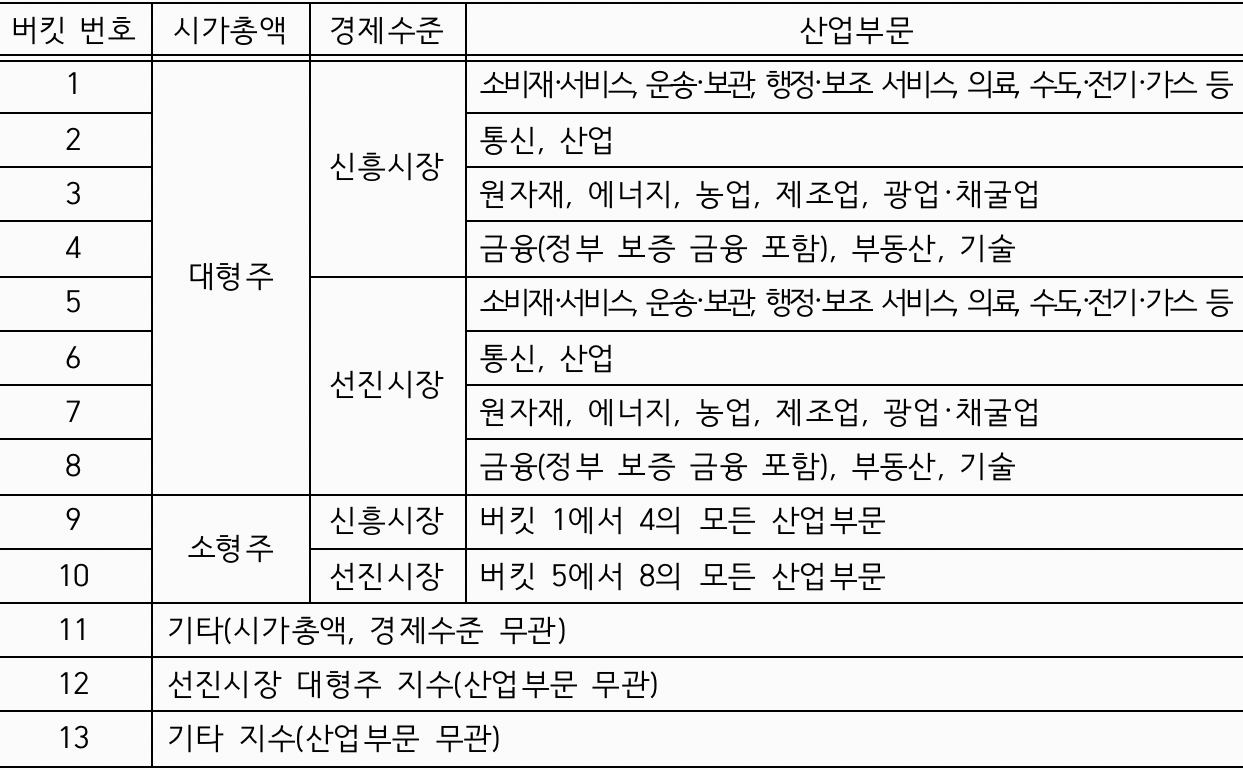 버킷 번호 시가총액 경제수준 산업부문
1 대형주 신흥시장 소비재·서비스, 운송·보관, 행정·보조 서비스, 의료, 수도,·전기·가스 등
2 통신, 산업
3 원자재, 에너지, 농업, 제조업, 광업·채굴업
4 금융(정부 보증 금융 포함), 부동산, 기술
5 선진시장 소비재·서비스, 운송·보관, 행정·보조 서비스, 의료, 수도,·전기·가스 등
6 통신, 산업
7 원자재, 에너지, 농업, 제조업, 광업·채굴업
8 금융(정부 보증 금융 포함), 부동산, 기술
9 소형주 신흥시장 버킷 1에서 4의 모든 산업부문
10 선진시장 버킷 5에서 8의 모든 산업부문
11 기타(시가총액, 경제수준 무관)
12 선진시장 대형주 지수(산업부문 무관)
13 기타 지수(산업부문 무관)